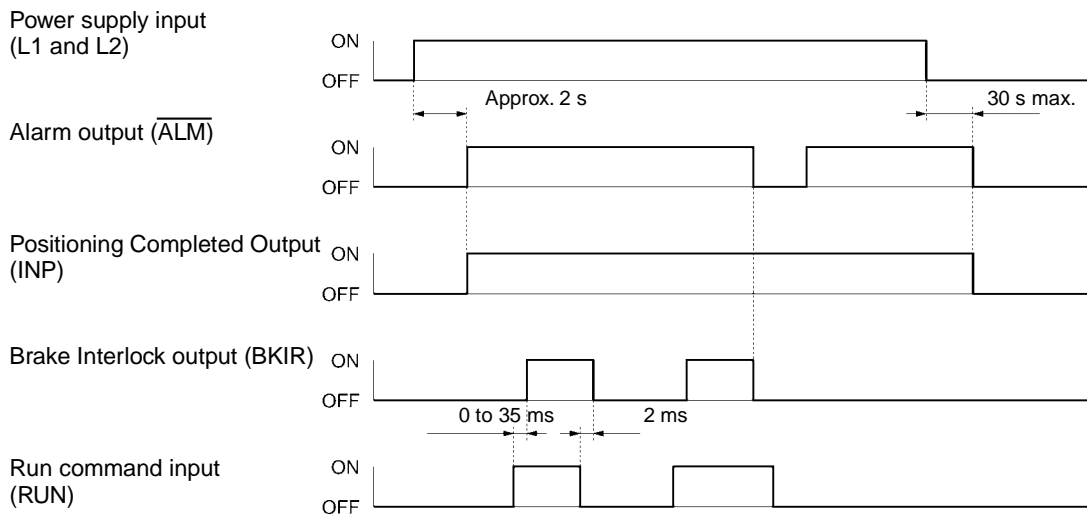 Power supply input
(L1 and L2)
ON
OFF
Approx. 2 s
30 s max.
Alarm output (ALM)
ON
OFF
Positioning Completed Output
(INP)
ON
OFF
Brake Interlock output (BKIR)
ON
OFF
0 to 35 ms
2 ms
Run command input
(RUN)
ON
OFF